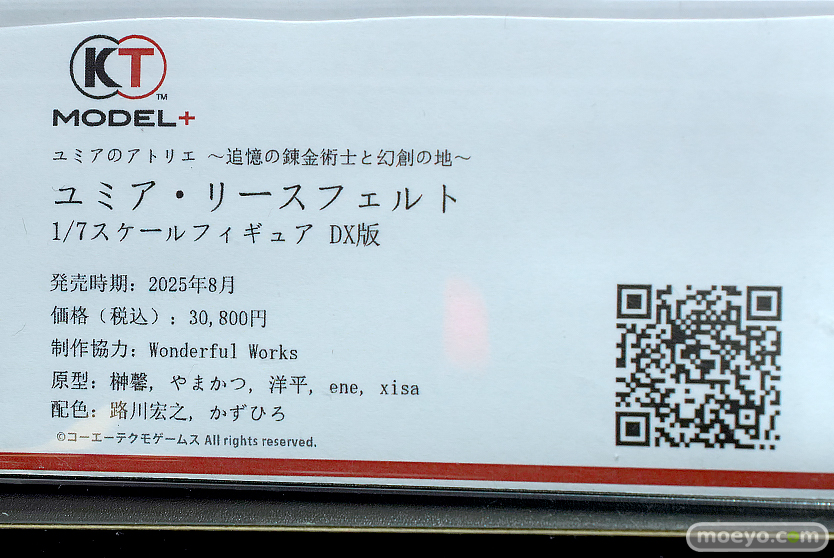 KT TM
MODEL+
ユミアのアトリエ ～追憶の錬金術士と幻創の地～
ユミア・リースフェルト
1/7スケールフィギュア DX版
発売時期: 2025年8月
価格（税込）: 30,800円
制作協力: Wonderful Works
原型: 榊馨, やまかつ, 洋平, ene, xisa
配色: 路川宏之, かずひろ
©コーエーテクモゲームス All rights reserved.
moeyo.com